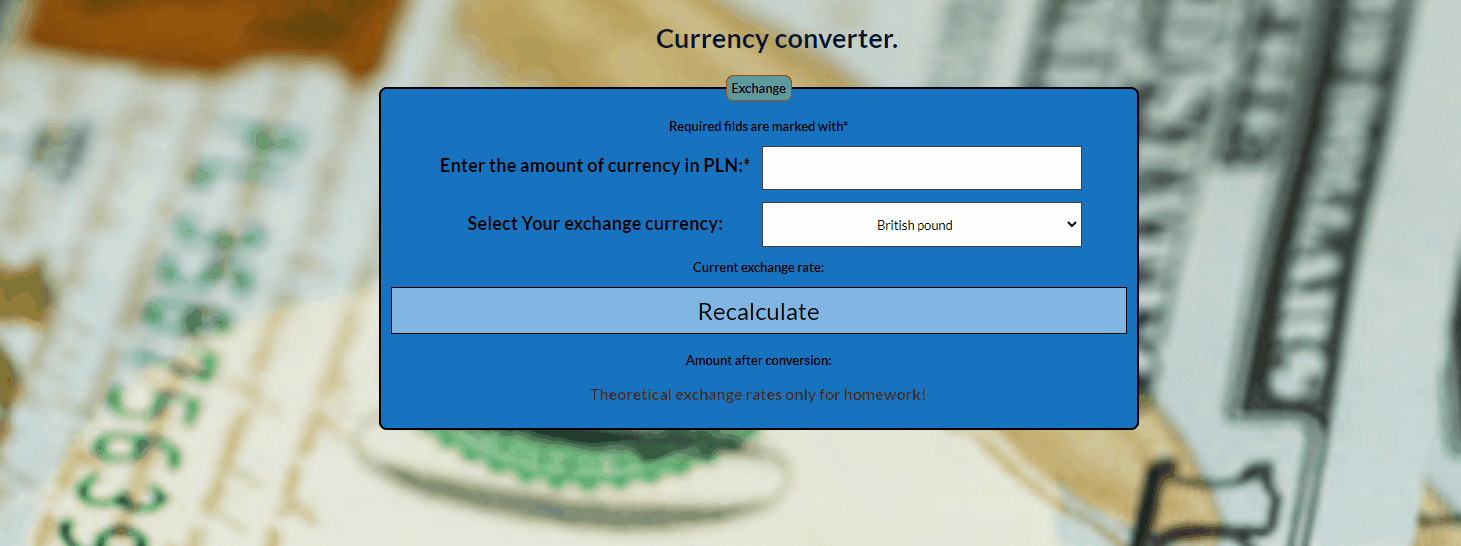 Currency converter.
Exchange
Required filds are marked with*
Enter the amount of currency in PLN:*
Select Your exchange currency:
British pound
Current exchange rate:
Recalculate
Amount after conversion:
Theoretical exchange rates only for homework!